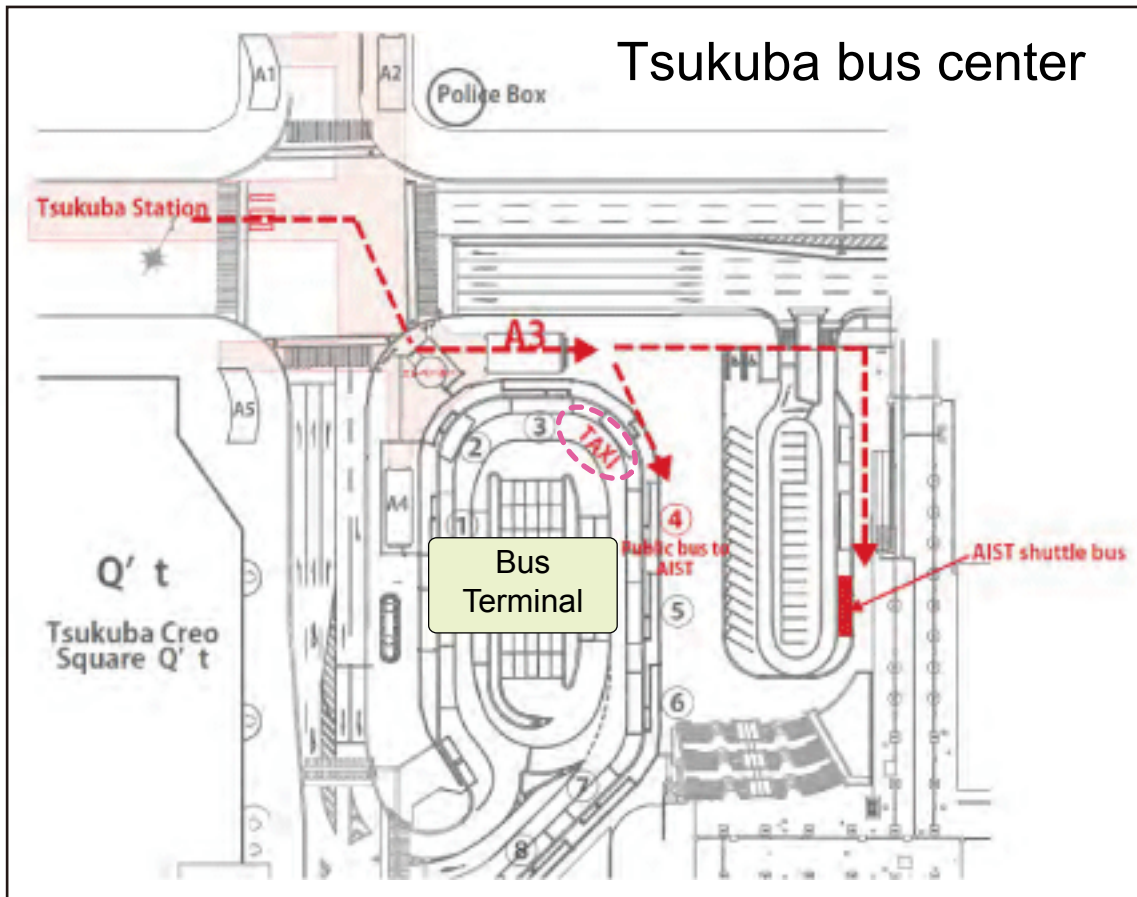 Tsukuba bus center
A1
A2
Police Box
Tsukuba Station
A3
A5
TAXI
2
3
A4
1
4
Public bus to
AIST
Bus
Terminal
Q' t
Tsukuba Creo
Square Q' t
AIST shuttle bus
5
6
7
8